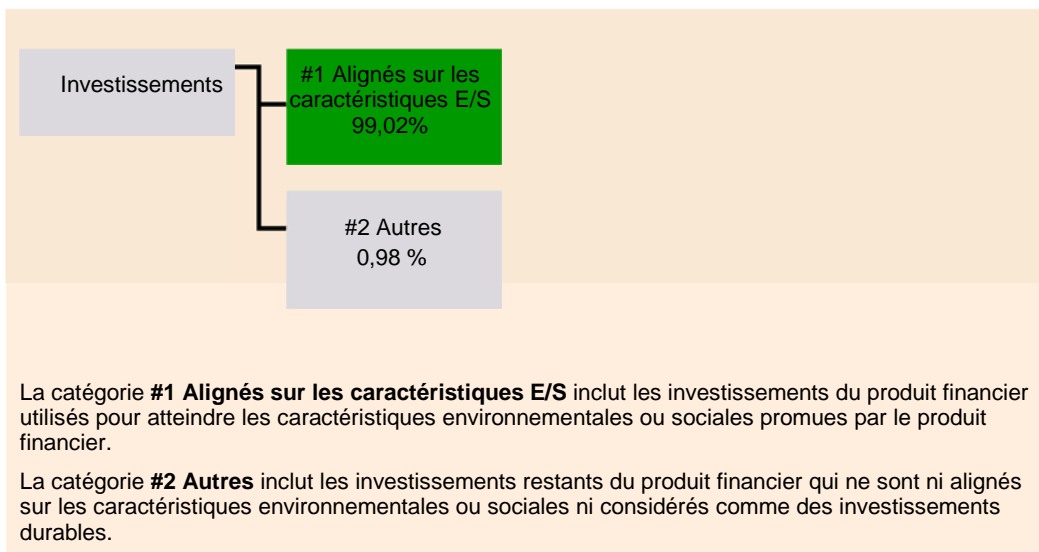 Investissements
#1 Alignés sur les
caractéristiques E/S
99,02%
#2 Autres
0,98 %
La catégorie #1 Alignés sur les caractéristiques E/S inclut les investissements du produit financier
utilisés pour atteindre les caractéristiques environnementales ou sociales promues par le produit
financier.
La catégorie #2 Autres inclut les investissements restants du produit financier qui ne sont ni alignés
sur les caractéristiques environnementales ou sociales ni considérés comme des investissements
durables.